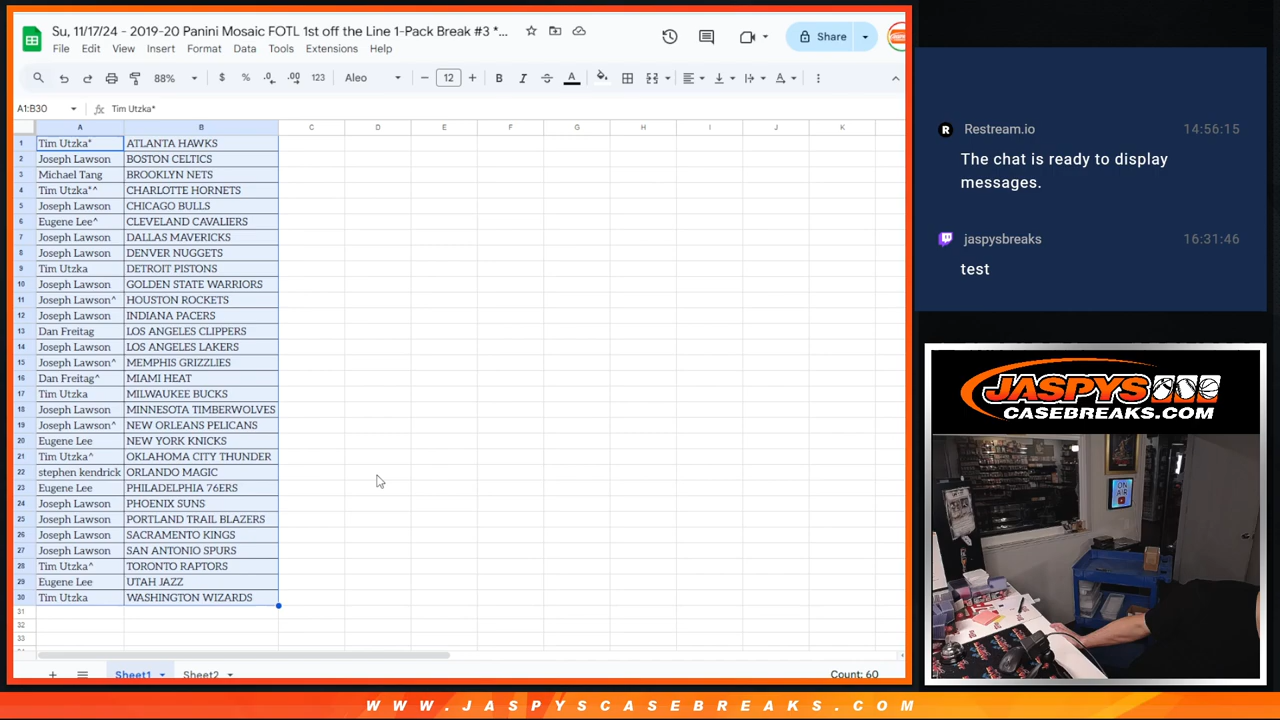 Su, 11/17/24 - 2019-20 Panini Mosaic FOTL 1st off the Line 1-Pack Break #3 *...
File Edit View Insert Format Data Tools Extensions Help
Share
88% $ % .0 .00 123 Aleo 12
A1:B30 Tim Utzka*
A B C D E F G H I J K
1 Tim Utzka* ATLANTA HAWKS
2 Joseph Lawson BOSTON CELTICS
3 Michael Tang BROOKLYN NETS
4 Tim Utzka*^ CHARLOTTE HORNETS
5 Joseph Lawson CHICAGO BULLS
6 Eugene Lee^ CLEVELAND CAVALIERS
7 Joseph Lawson DALLAS MAVERICKS
8 Joseph Lawson DENVER NUGGETS
9 Tim Utzka DETROIT PISTONS
10 Joseph Lawson GOLDEN STATE WARRIORS
11 Joseph Lawson^ HOUSTON ROCKETS
12 Joseph Lawson INDIANA PACERS
13 Dan Freitag LOS ANGELES CLIPPERS
14 Joseph Lawson LOS ANGELES LAKERS
15 Joseph Lawson^ MEMPHIS GRIZZLIES
16 Dan Freitag^ MIAMI HEAT
17 Tim Utzka MILWAUKEE BUCKS
18 Joseph Lawson MINNESOTA TIMBERWOLVES
19 Joseph Lawson^ NEW ORLEANS PELICANS
20 Eugene Lee NEW YORK KNICKS
21 Tim Utzka^ OKLAHOMA CITY THUNDER
22 stephen kendrick ORLANDO MAGIC
23 Eugene Lee PHILADELPHIA 76ERS
24 Joseph Lawson PHOENIX SUNS
25 Joseph Lawson PORTLAND TRAIL BLAZERS
26 Joseph Lawson SACRAMENTO KINGS
27 Joseph Lawson SAN ANTONIO SPURS
28 Tim Utzka^ TORONTO RAPTORS
29 Eugene Lee UTAH JAZZ
30 Tim Utzka WASHINGTON WIZARDS
31
32
33
Sheet1 Sheet2 Count: 60
Restream.io 14:56:15
The chat is ready to display
messages.
jaspysbreaks 16:31:46
test
JASPYS
CASEBREAKS.COM
ON
AIR
WWW.JASPYSCASEBREAKS.COM